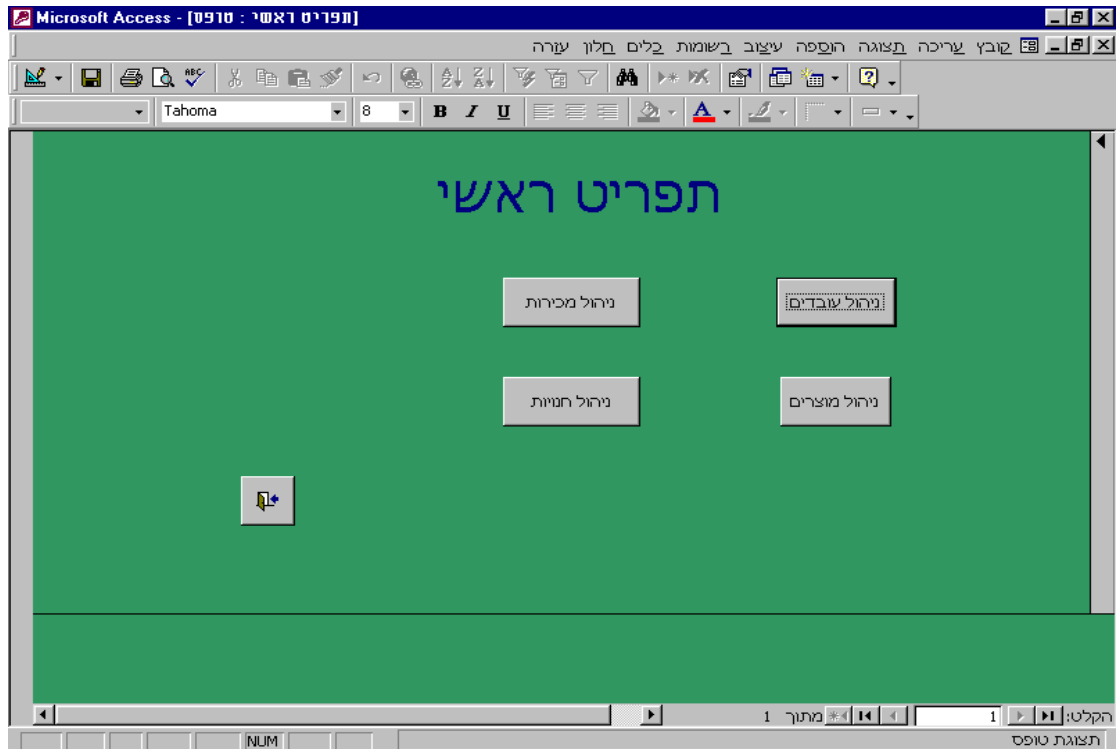 Microsoft Access - [תפריט ראשי : טופס]
קובץ עריכה תצוגה הוספה עיצוב רשומות כלים חלון עזרה
Tahoma 8 B I U A
תפריט ראשי
ניהול עובדים ניהול מכירות
ניהול מוצרים ניהול חנויות
הקלט: 1 מתוך 1
תצוגת טופס NUM